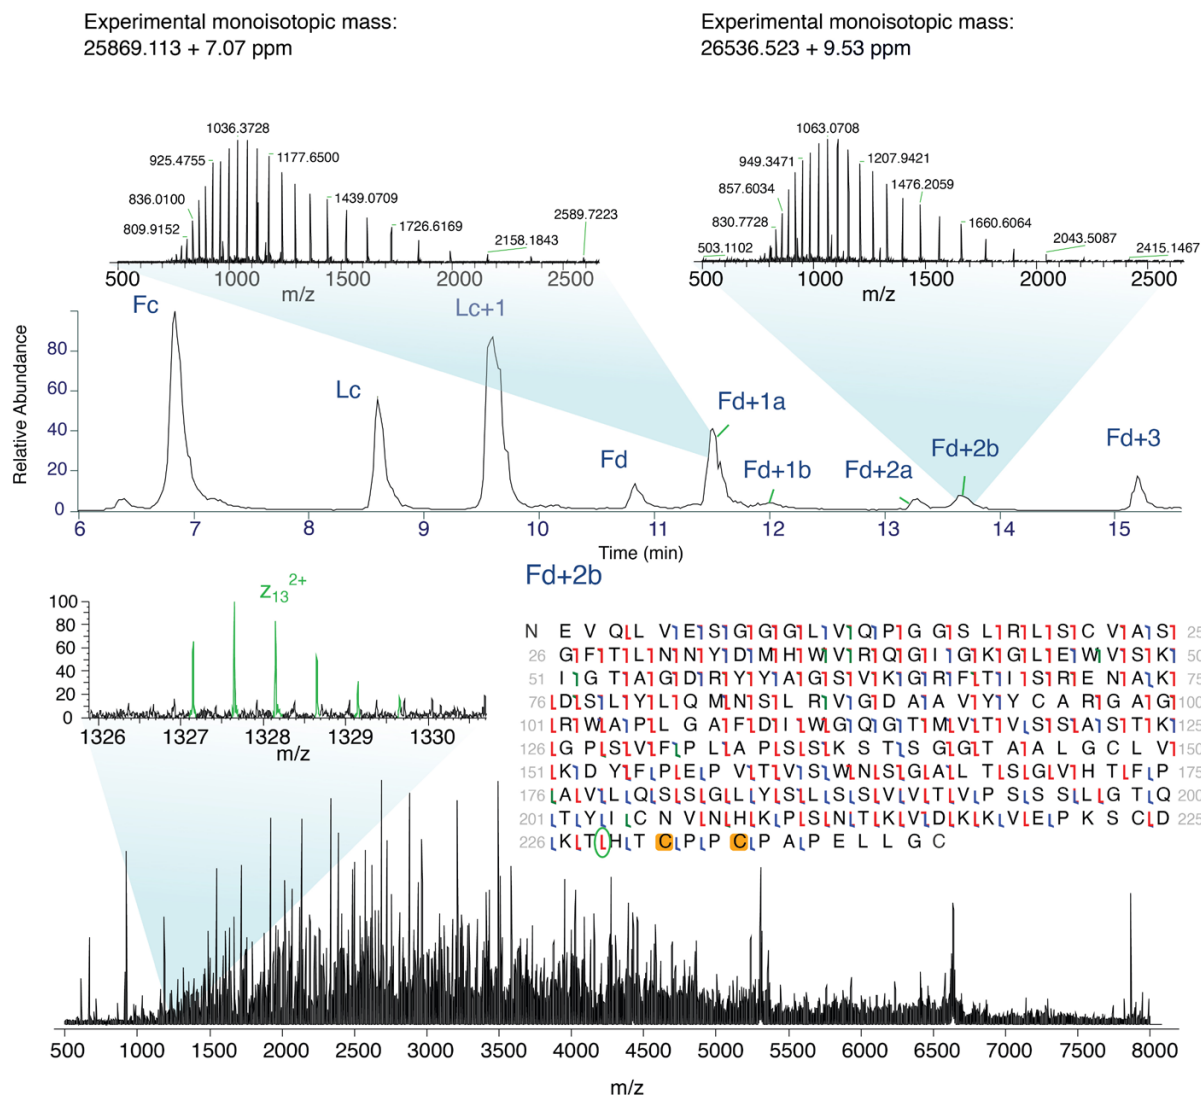 Experimental monoisotopic mass:
25869.113 + 7.07 ppm
Experimental monoisotopic mass:
26536.523 + 9.53 ppm
1036.3728
925.4755
1177.6500
836.0100
1439.0709
809.9152
1726.6169
2589.7223
2158.1843
500 1000 1500 2000 2500
m/z
1063.0708
949.3471
1207.9421
857.6034
1476.2059
830.7728
1660.6064
503.1102
2043.5087
2415.1467
500 1000 1500 2000 2500
m/z
Fc
Lc+1
Lc
Fd
Fd+1a
Fd+1b
Fd+2a
Fd+2b
Fd+3
Relative Abundance
80
60
40
20
0
6 7 8 9 10 11 12 13 14 15
Time (min)
z13 2+
100
80
60
40
20
0
1326 1327 1328 1329 1330
m/z
Fd+2b
N E V Q L V E S G G G L V Q P G G S L R L S C V A S 25
26 G F T L N N Y D M H W V R Q G I G K G L E W V S K 50
51 I G T A G D R Y Y A G S V K G R F T I S R E N A K 75
76 D S L Y L Q M N S L R V G D A A V Y Y C A R G A G 100
101 R W A P L G A F D I W G Q G T M V T V S S A S T K 125
126 G P S V F P L A P S S K S T S G G T A A L G C L V 150
151 K D Y F P E P V T V S W N S G A L T S G V H T F P 175
176 A V L Q S S G L Y S L S S V V T V P S S S L G T Q 200
201 T Y I C N V N H K P S N T K V D K K V E P K S C D 225
226 K T H T C P P C P A P E L L G C
500 1000 1500 2000 2500 3000 3500 4000 4500 5000 5500 6000 6500 7000 7500 8000
m/z